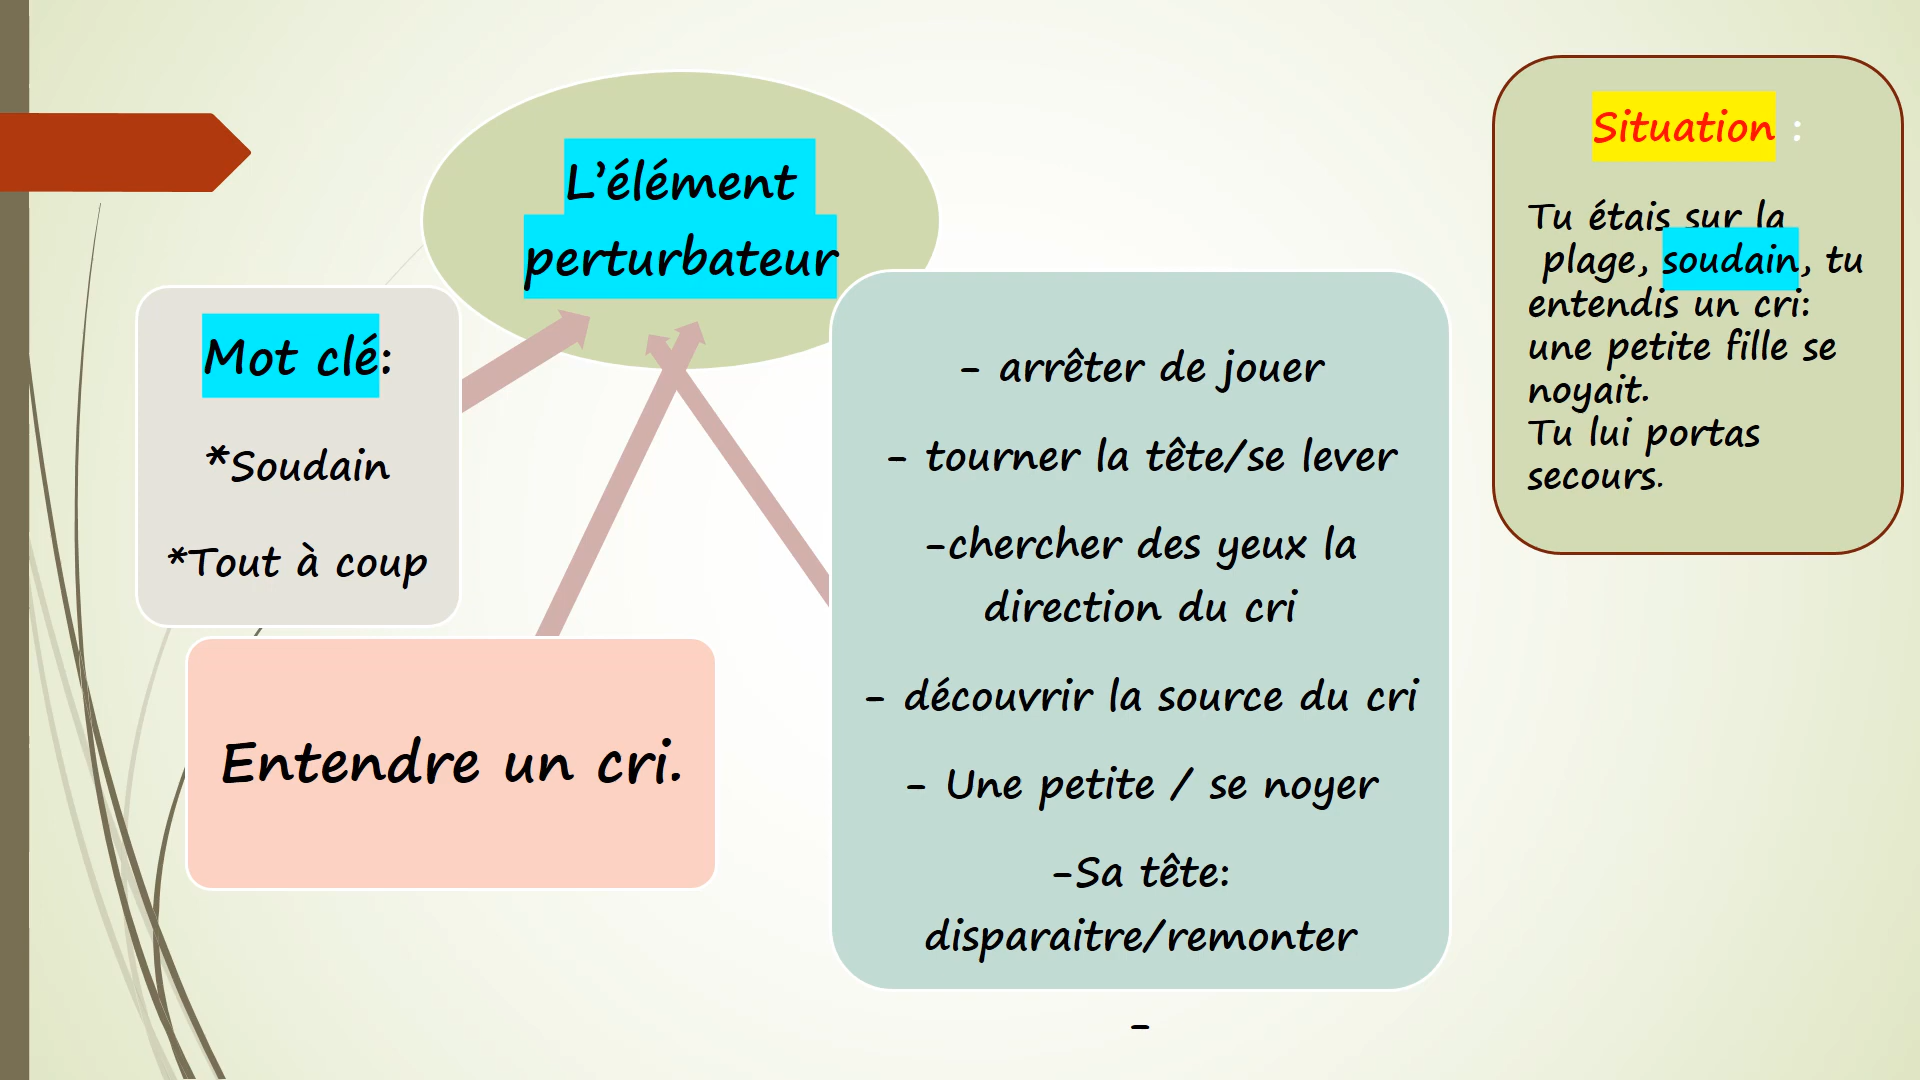 L’élément
perturbateur
Mot clé:
*Soudain
*Tout à coup
Entendre un cri.
- arrêter de jouer
- tourner la tête/se lever
-chercher des yeux la
direction du cri
- découvrir la source du cri
- Une petite / se noyer
-Sa tête:
disparaitre/remonter
-
Situation :
Tu étais sur la
plage, soudain, tu
entendis un cri:
une petite fille se
noyait.
Tu lui portas
secours.